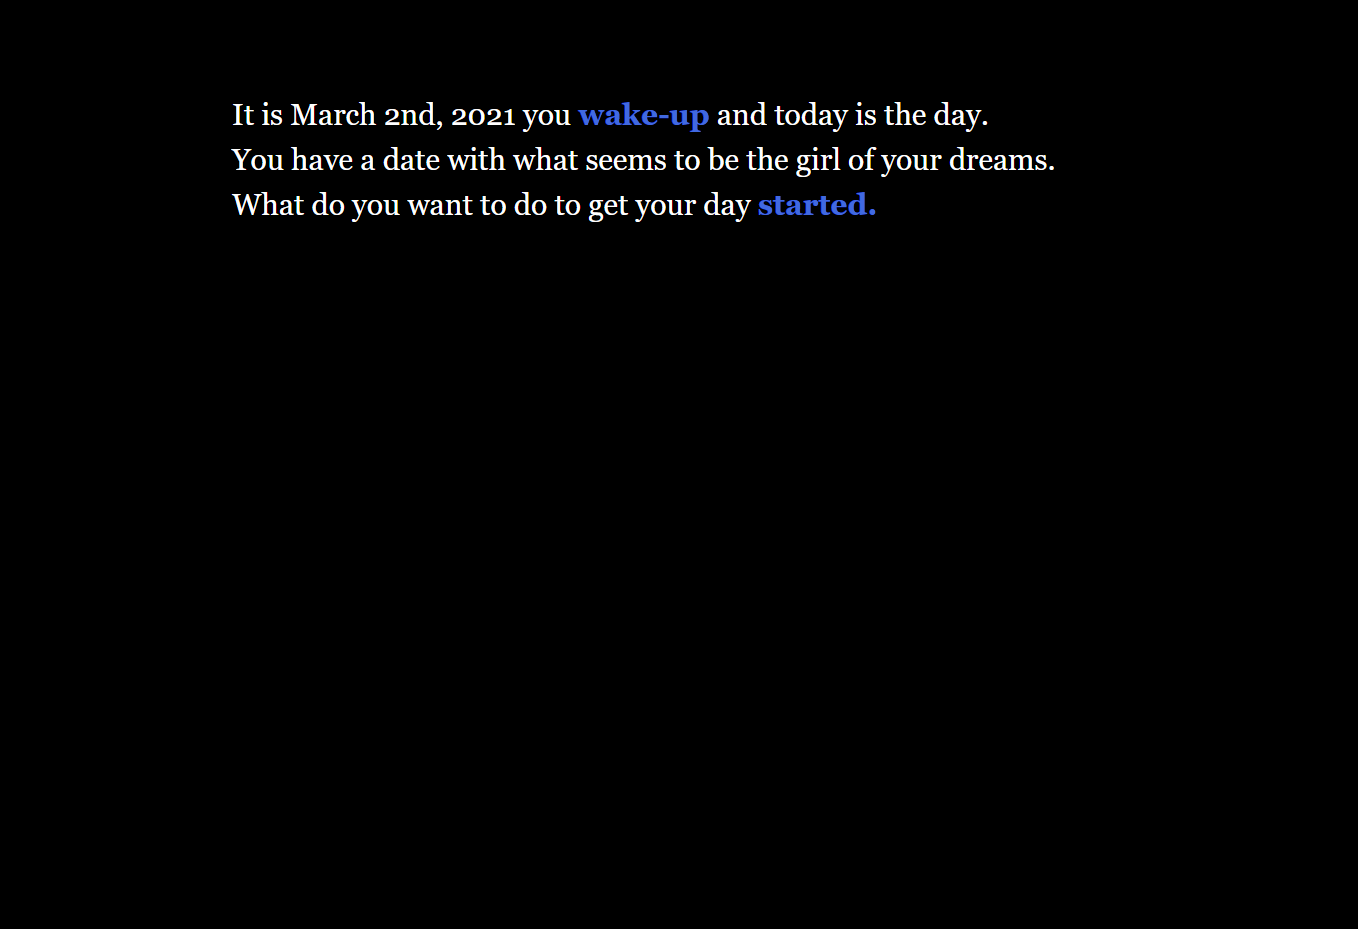 It is March 2nd, 2021 you wake-up and today is the day.
You have a date with what seems to be the girl of your dreams.
What do you want to do to get your day started.